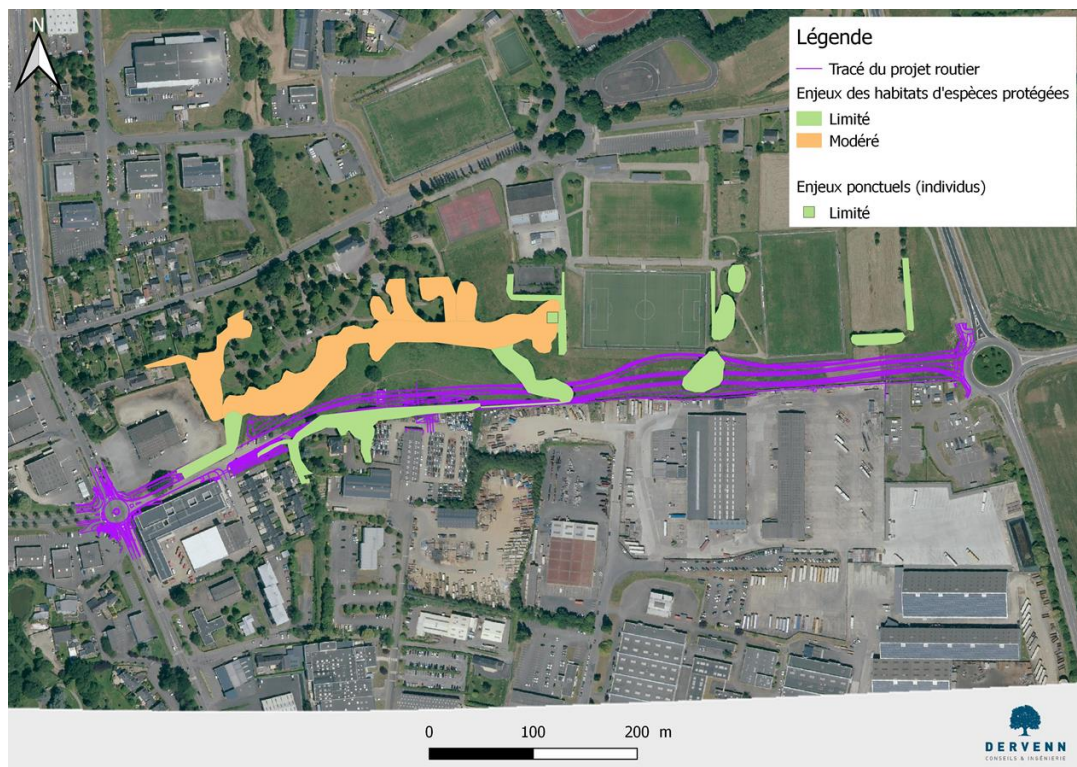 N
Légende
Tracé du projet routier
Enjeux des habitats d'espèces protégées
Limité
Modéré
Enjeux ponctuels (individus)
Limité
0 100 200 m
DERVENN
CONSEILS & INGÉNIERIE